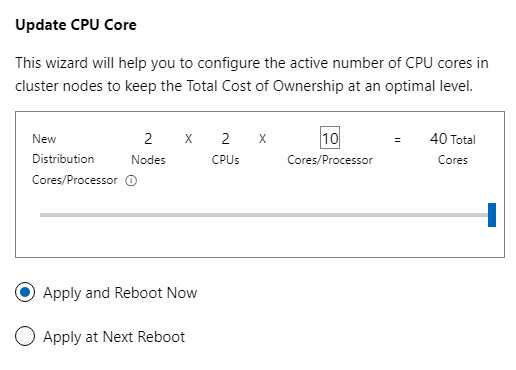 Update CPU Core
This wizard will help you to configure the active number of CPU cores in
cluster nodes to keep the Total Cost of Ownership at an optimal level.
New 2 X 2 X 10 = 40 Total
Distribution Nodes CPUs Cores/Processor Cores
Cores/Processor
Apply and Reboot Now
Apply at Next Reboot